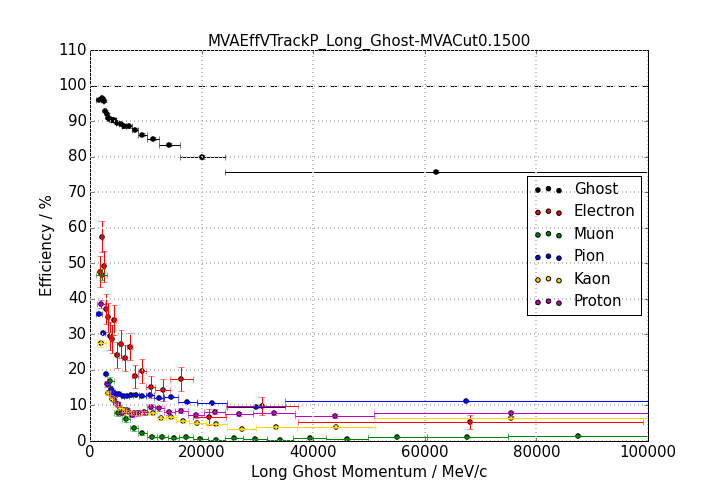 MVAEffVTrackP_Long_Ghost-MVACut0.1500
110
100
90
80
70
60
50
40
30
20
10
0
Efficiency / %
Ghost
Electron
Muon
Pion
Kaon
Proton
0 20000 40000 60000 80000 100000
Long Ghost Momentum / MeV/c